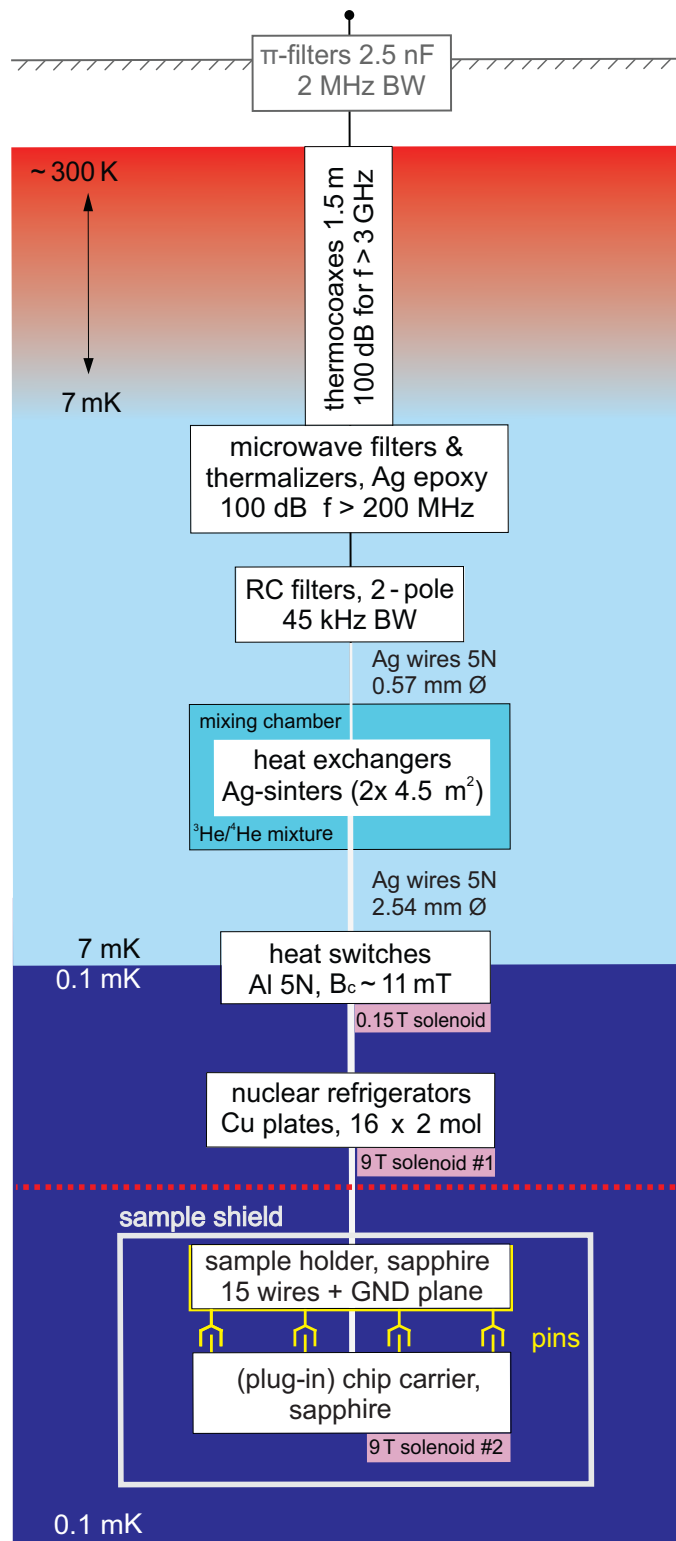 π-filters 2.5 nF
2 MHz BW
~ 300 K
thermocoaxes 1.5 m
100 dB for f > 3 GHz
7 mK
microwave filters &
thermalizers, Ag epoxy
100 dB f > 200 MHz
RC filters, 2 - pole
45 kHz BW
Ag wires 5N
0.57 mm Ø
mixing chamber
heat exchangers
Ag-sinters (2x 4.5 m²)
³He/⁴He mixture
Ag wires 5N
2.54 mm Ø
7 mK
0.1 mK
heat switches
Al 5N, Bc ~ 11 mT
0.15 T solenoid
nuclear refrigerators
Cu plates, 16 x 2 mol
9 T solenoid #1
sample shield
sample holder, sapphire
15 wires + GND plane
pins
(plug-in) chip carrier,
sapphire
9 T solenoid #2
0.1 mK